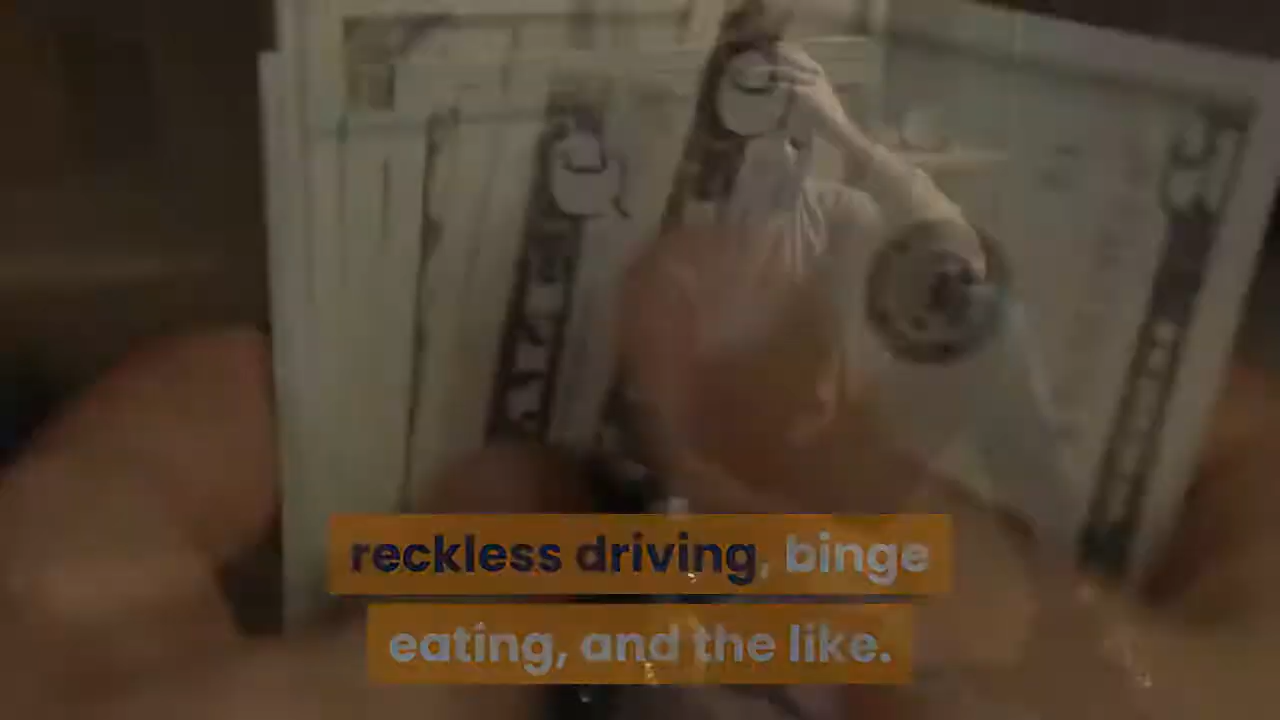 reckless driving, binge
eating, and the like.